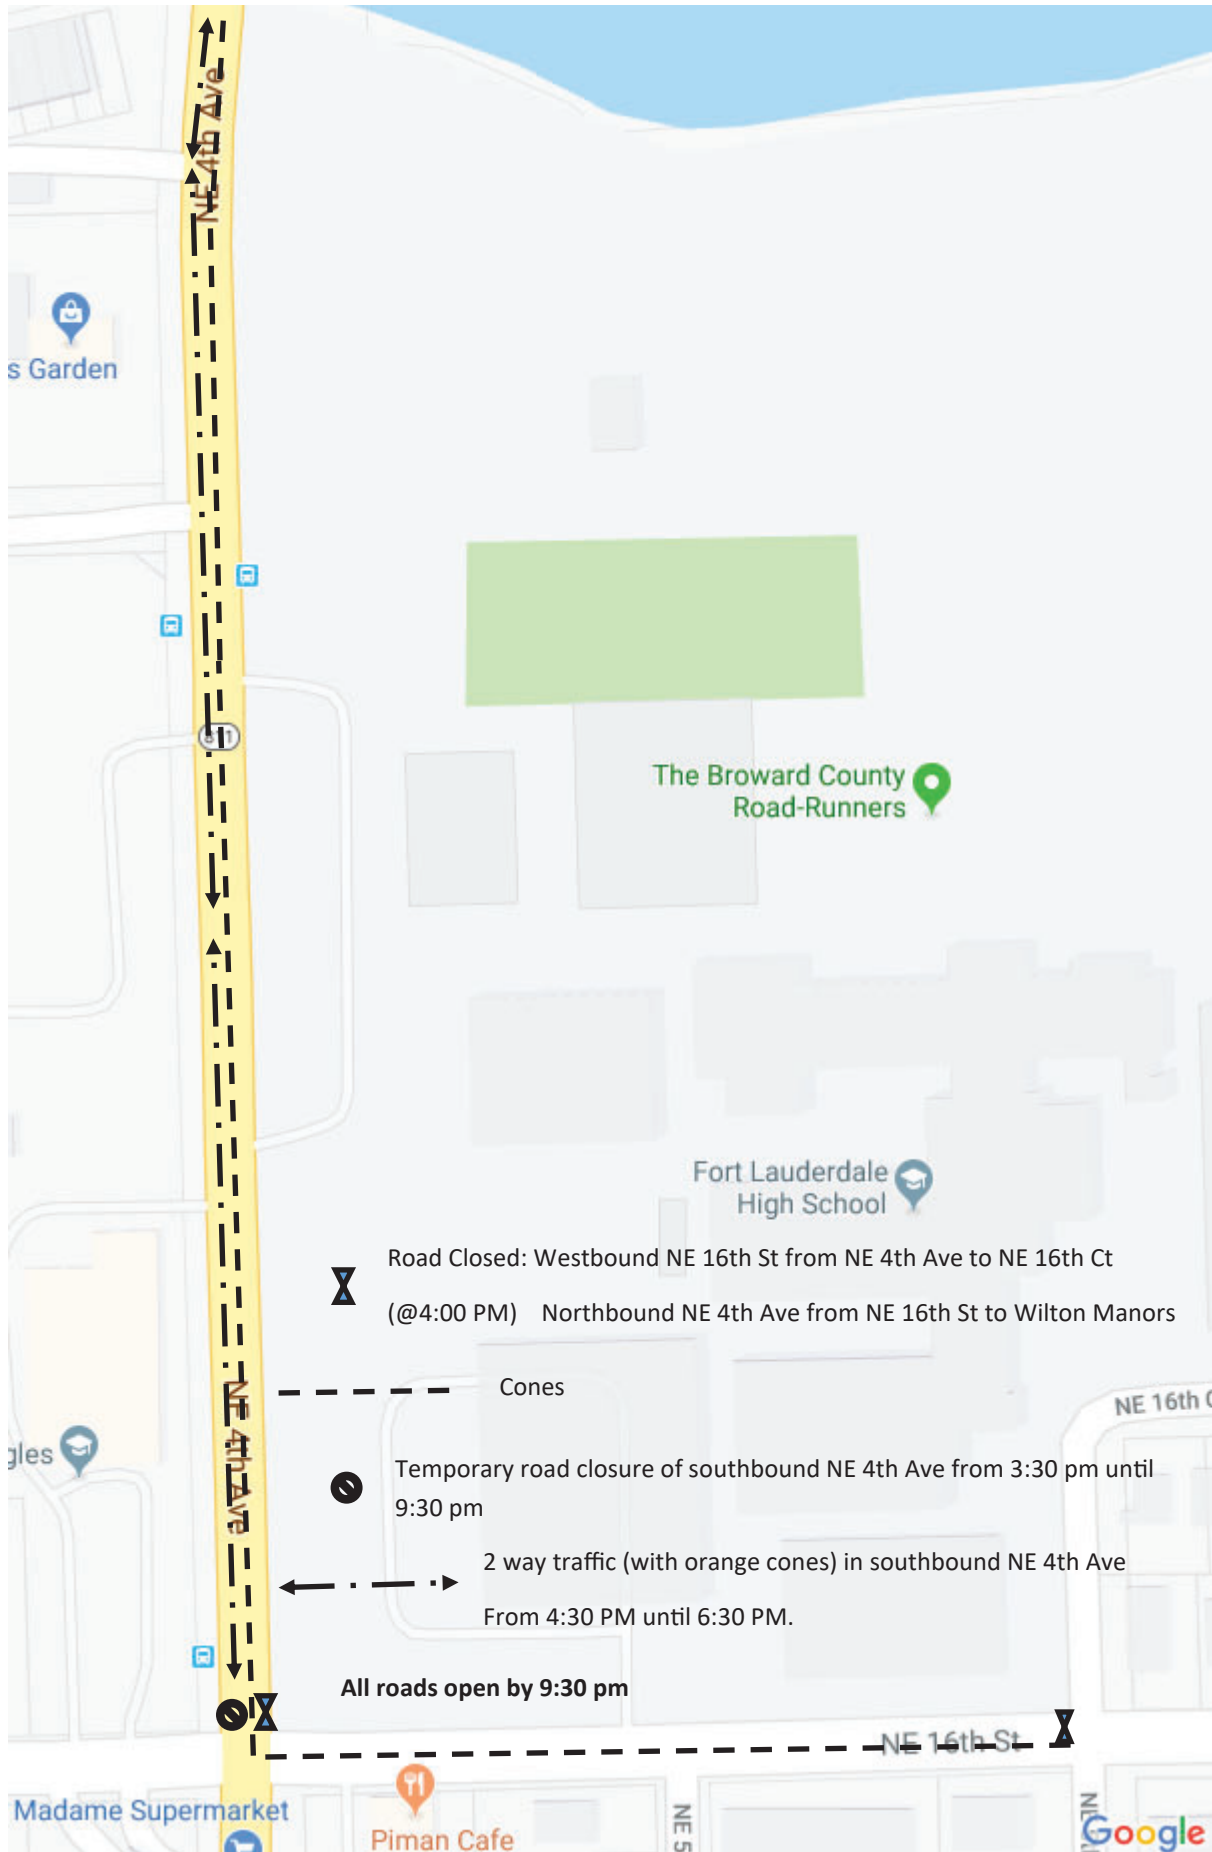 NE 4th Ave
s Garden
811
The Broward County
Road-Runners
Fort Lauderdale
High School
Road Closed: Westbound NE 16th St from NE 4th Ave to NE 16th Ct
(@4:00 PM) Northbound NE 4th Ave from NE 16th St to Wilton Manors
Cones
NE 16th C
NE 4th Ave
gles
Temporary road closure of southbound NE 4th Ave from 3:30 pm until
9:30 pm
2 way traffic (with orange cones) in southbound NE 4th Ave
From 4:30 PM until 6:30 PM.
All roads open by 9:30 pm
NE 16th St
Madame Supermarket
Piman Cafe
NE 5
Google